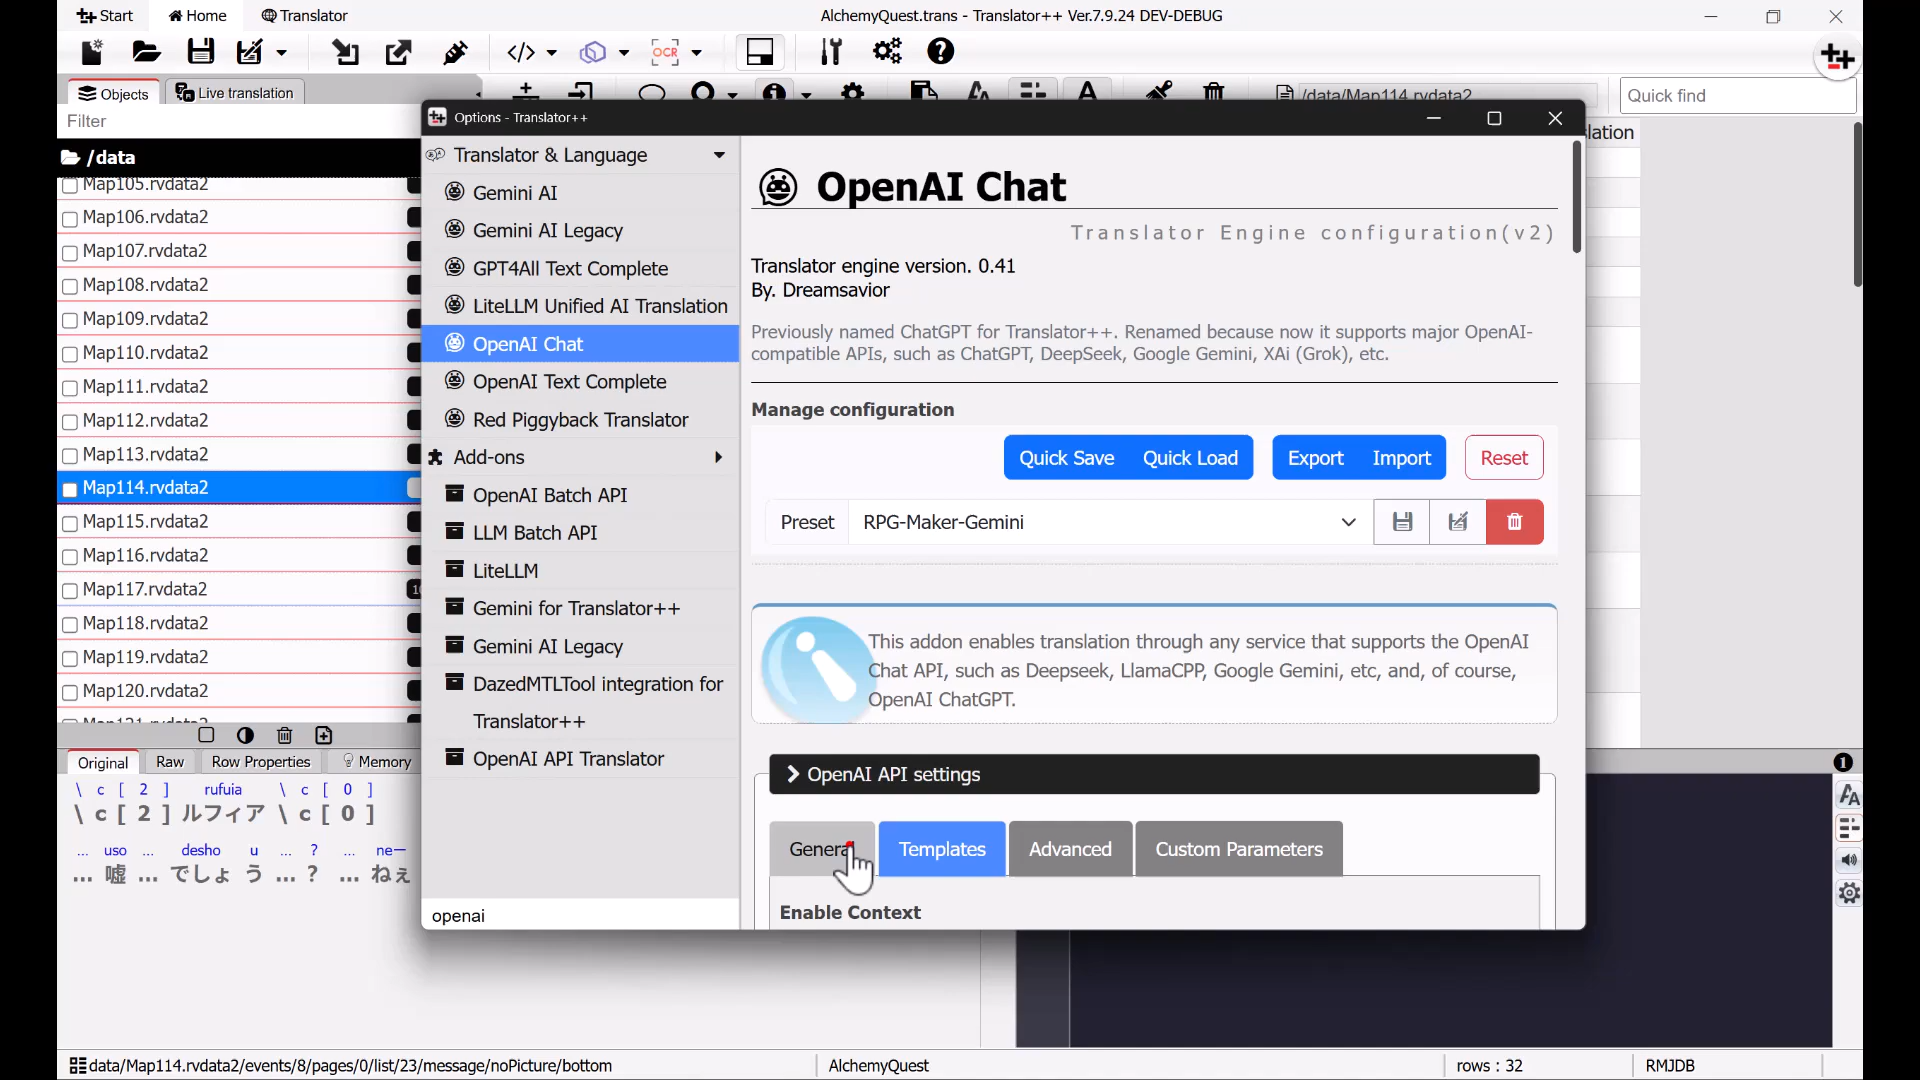 Start
Home
Translator
AlchemyQuest.trans - Translator++ Ver.7.9.24 DEV-DEBUG
OCR
Objects
Live translation
/data/Map114.rvdata2
Quick find
Filter
lation
/data
Map105.rvdata2
Map106.rvdata2
Map107.rvdata2
Map108.rvdata2
Map109.rvdata2
Map110.rvdata2
Map111.rvdata2
Map112.rvdata2
Map113.rvdata2
Map114.rvdata2
Map115.rvdata2
Map116.rvdata2
Map117.rvdata2
Map118.rvdata2
Map119.rvdata2
Map120.rvdata2
Original
Raw
Row Properties
Memory
\ c [ 2 ] rufuia \ c [ 0 ]
\ c [ 2 ] ルフィア \ c [ 0 ]
... uso ... desho u ... ? ... neー
... 嘘 ... でしょ う ... ? ... ねぇ
Options - Translator++
Translator & Language
Gemini AI
Gemini AI Legacy
GPT4All Text Complete
LiteLLM Unified AI Translation
OpenAI Chat
OpenAI Text Complete
Red Piggyback Translator
Add-ons
OpenAI Batch API
LLM Batch API
LiteLLM
Gemini for Translator++
Gemini AI Legacy
DazedMTLTool integration for
Translator++
OpenAI API Translator
openai
OpenAI Chat
Translator Engine configuration(v2)
Translator engine version. 0.41
By. Dreamsavior
Previously named ChatGPT for Translator++. Renamed because now it supports major OpenAI-
compatible APIs, such as ChatGPT, DeepSeek, Google Gemini, XAi (Grok), etc.
Manage configuration
Quick Save
Quick Load
Export
Import
Reset
Preset
RPG-Maker-Gemini
This addon enables translation through any service that supports the OpenAI
Chat API, such as Deepseek, LlamaCPP, Google Gemini, etc, and, of course,
OpenAI ChatGPT.
OpenAI API settings
General
Templates
Advanced
Custom Parameters
Enable Context
data/Map114.rvdata2/events/8/pages/0/list/23/message/noPicture/bottom
AlchemyQuest
rows : 32
RMJDB